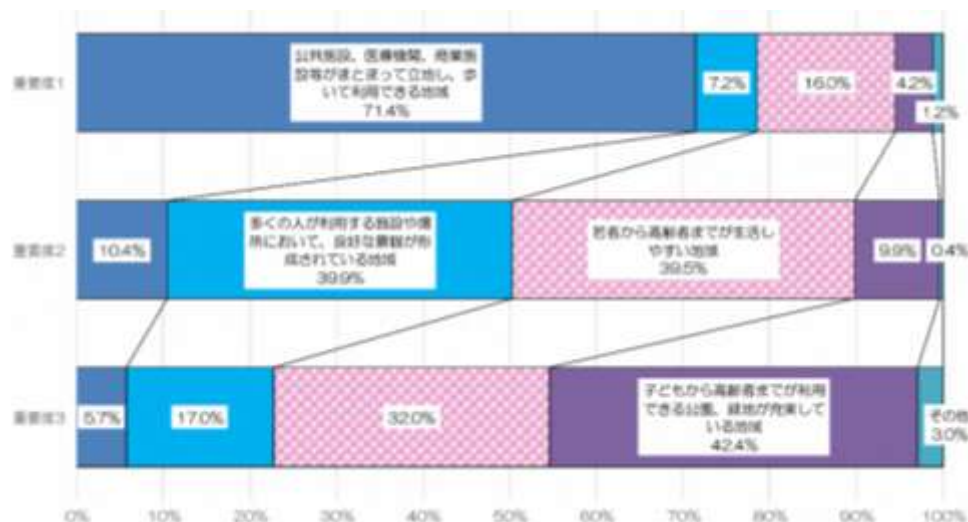 重要度1
公共施設、医療機関、商業施
設等がまとまって立地し、歩
いて利用できる地域
71.4%
7.2%
16.0%
4.2%
1.2%
重要度2
10.4%
多くの人が利用する施設や場
所において、良好な景観が形
成されている地域
39.9%
若者から高齢者までが生活し
やすい地域
39.5%
9.9%
0.4%
重要度3
5.7%
17.0%
32.0%
子どもから高齢者までが利用
できる公園、緑地が充実して
いる地域
42.4%
その他
3.0%
0%
10%
20%
30%
40%
50%
60%
70%
80%
90%
100%